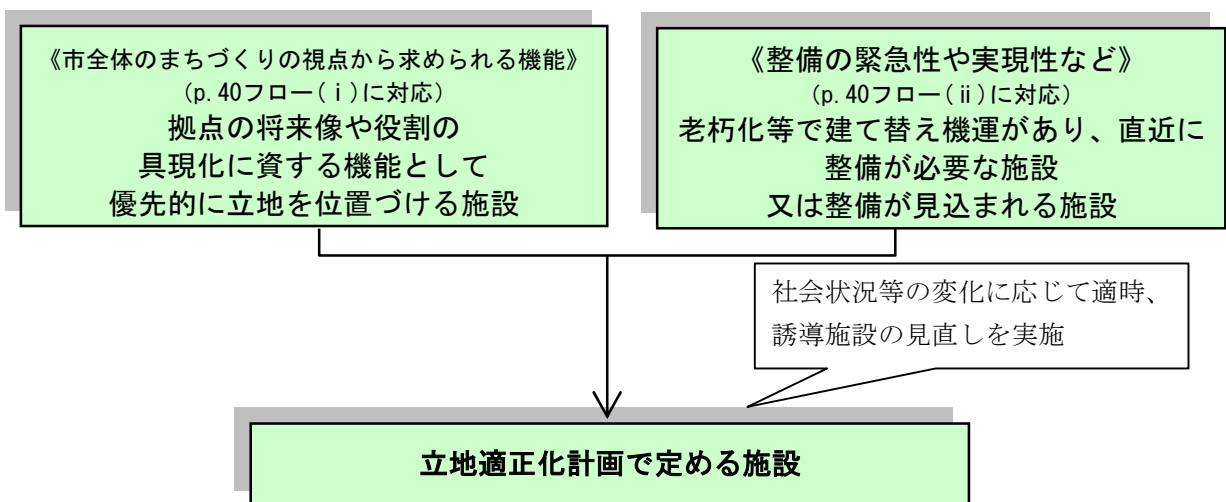 《市全体のまちづくりの視点から求められる機能》
(p.40フロー(ⅰ)に対応)
拠点の将来像や役割の
具現化に資する機能として
優先的に立地を位置づける施設
《整備の緊急性や実現性など》
(p.40フロー(ⅱ)に対応)
老朽化等で建て替え機運があり、直近に
整備が必要な施設
又は整備が見込まれる施設
社会状況等の変化に応じて適時、
誘導施設の見直しを実施
立地適正化計画で定める施設